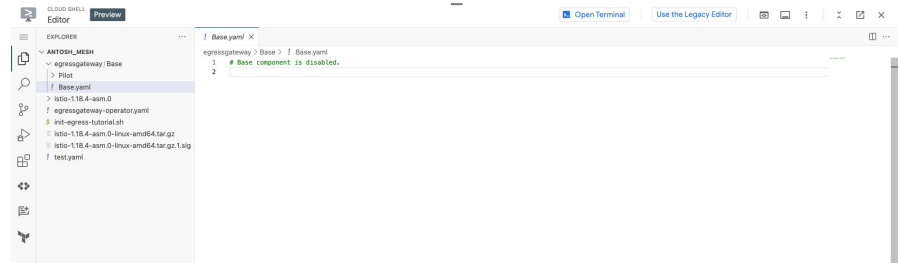 CLOUD SHELL
Editor
Preview
Open Terminal
Use the Legacy Editor
EXPLORER
ANTOSH_MESH
egressgateway / Base
Pilot
! Base.yaml
istio-1.18.4-asm.0
! egressgateway-operator.yaml
$ init-egress-tutorial.sh
istio-1.18.4-asm.0-linux-amd64.tar.gz
istio-1.18.4-asm.0-linux-amd64.tar.gz.1.sig
! test.yaml
! Base.yaml
egressgateway > Base > ! Base.yaml
1 # Base component is disabled.
2